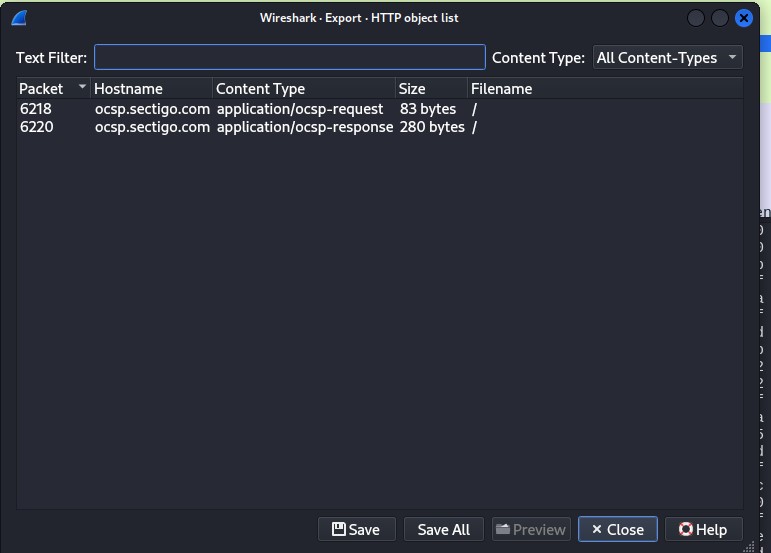 Wireshark · Export · HTTP object list
Text Filter: Content Type: All Content-Types
Packet Hostname Content Type Size Filename
6218 ocsp.sectigo.com application/ocsp-request 83 bytes /
6220 ocsp.sectigo.com application/ocsp-response 280 bytes /
Save Save All Preview Close Help